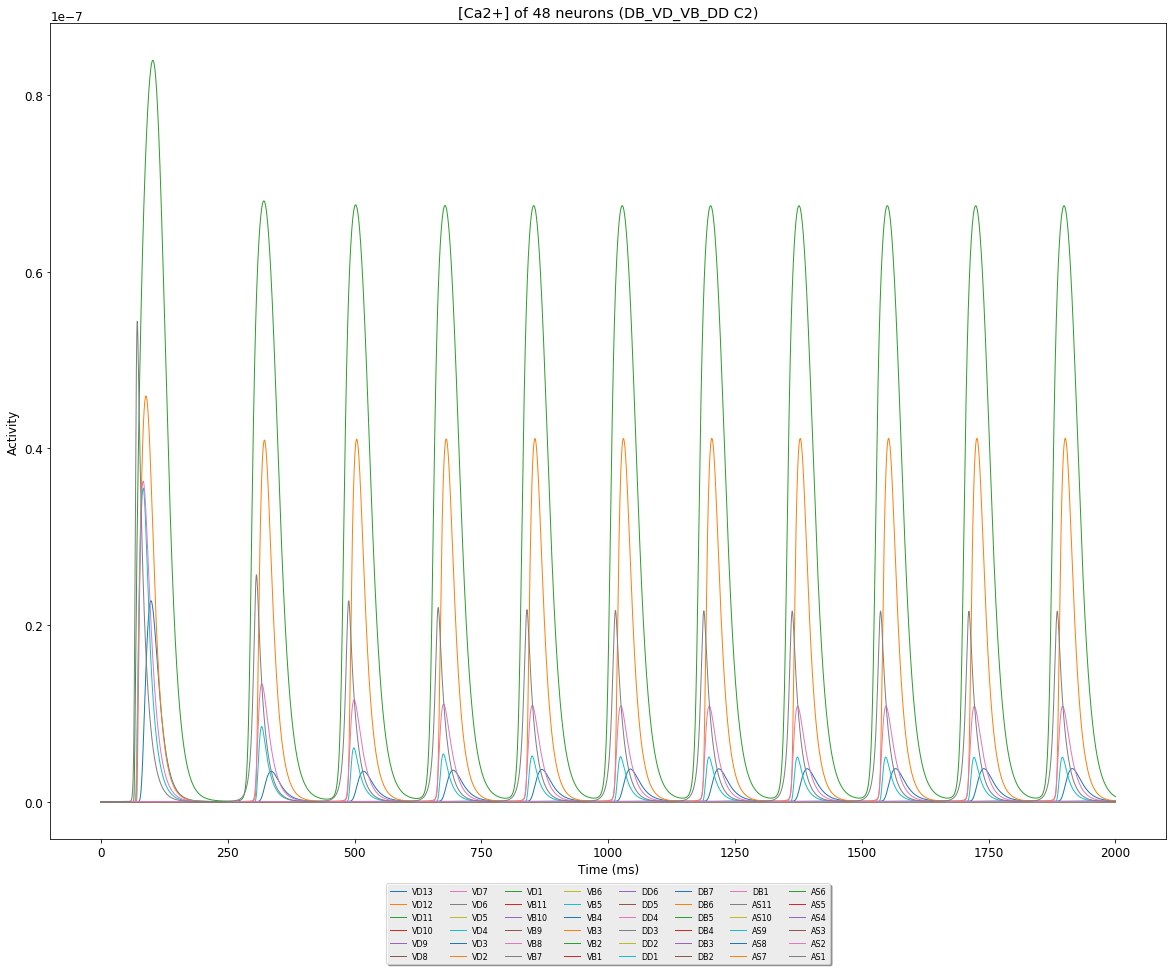 [Ca2+] of 48 neurons (DB_VD_VB_DD C2)
1e−7
0.8
0.6
0.4
0.2
0.0
Activity
0 250 500 750 1000 1250 1500 1750 2000
Time (ms)
VD13 VD7 VD1 VB6 DD6 DB7 DB1 AS6
VD12 VD6 VB11 VB5 DD5 DB6 AS11 AS5
VD11 VD5 VB10 VB4 DD4 DB5 AS10 AS4
VD10 VD4 VB9 VB3 DD3 DB4 AS9 AS3
VD9 VD3 VB8 VB2 DD2 DB3 AS8 AS2
VD8 VD2 VB7 VB1 DD1 DB2 AS7 AS1